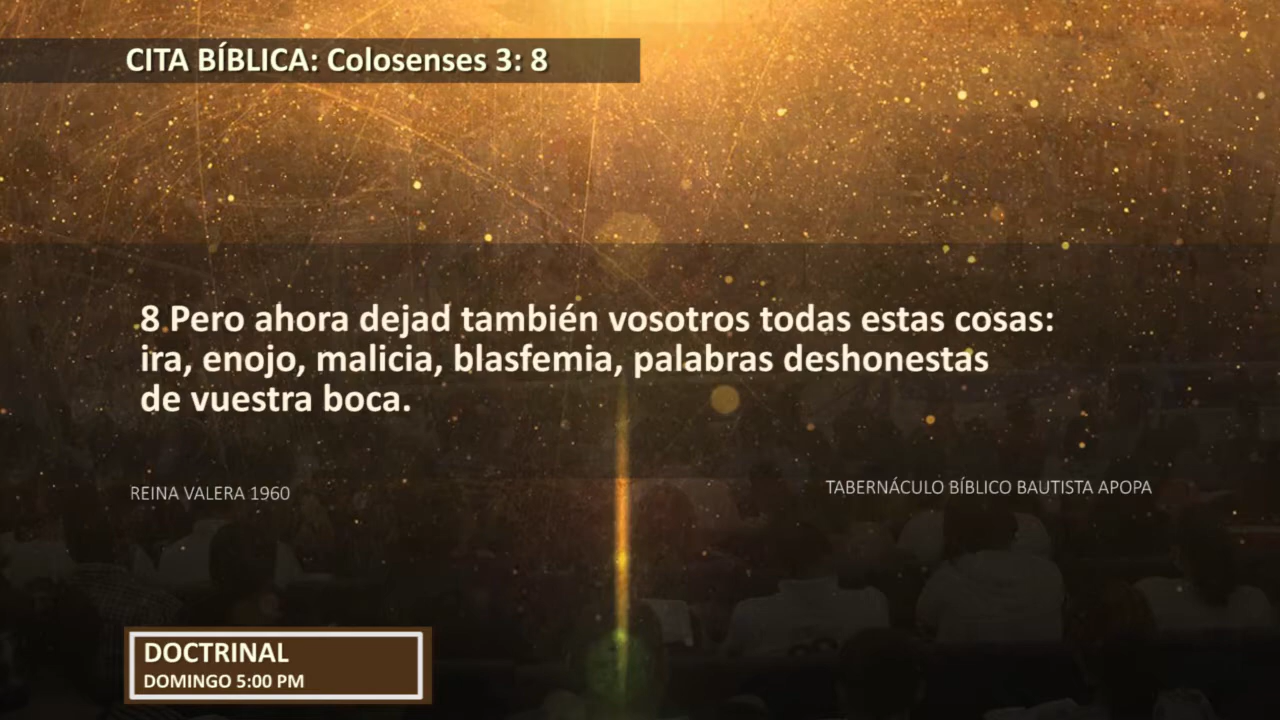 CITA BÍBLICA: Colosenses 3: 8
8 Pero ahora dejad también vosotros todas estas cosas:
ira, enojo, malicia, blasfemia, palabras deshonestas
de vuestra boca.
REINA VALERA 1960
TABERNÁCULO BÍBLICO BAUTISTA APOPA
DOCTRINAL
DOMINGO 5:00 PM